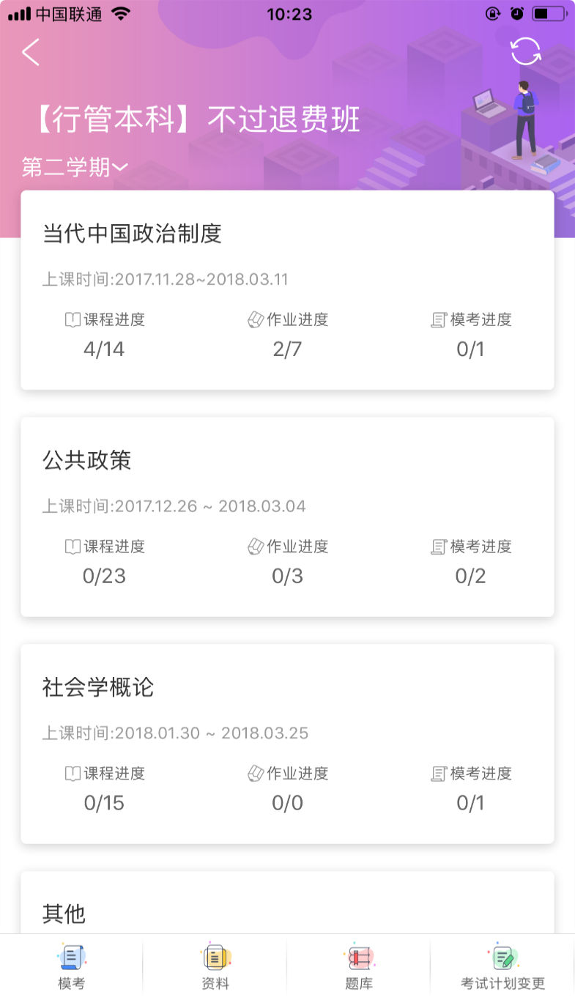 中国联通 10:23
【行管本科】不过退费班
第二学期
当代中国政治制度
上课时间:2017.11.28~2018.03.11
课程进度 作业进度 模考进度
4/14 2/7 0/1
公共政策
上课时间:2017.12.26 ~ 2018.03.04
课程进度 作业进度 模考进度
0/23 0/3 0/2
社会学概论
上课时间:2018.01.30 ~ 2018.03.25
课程进度 作业进度 模考进度
0/15 0/0 0/1
其他
模考 资料 题库 考试计划变更